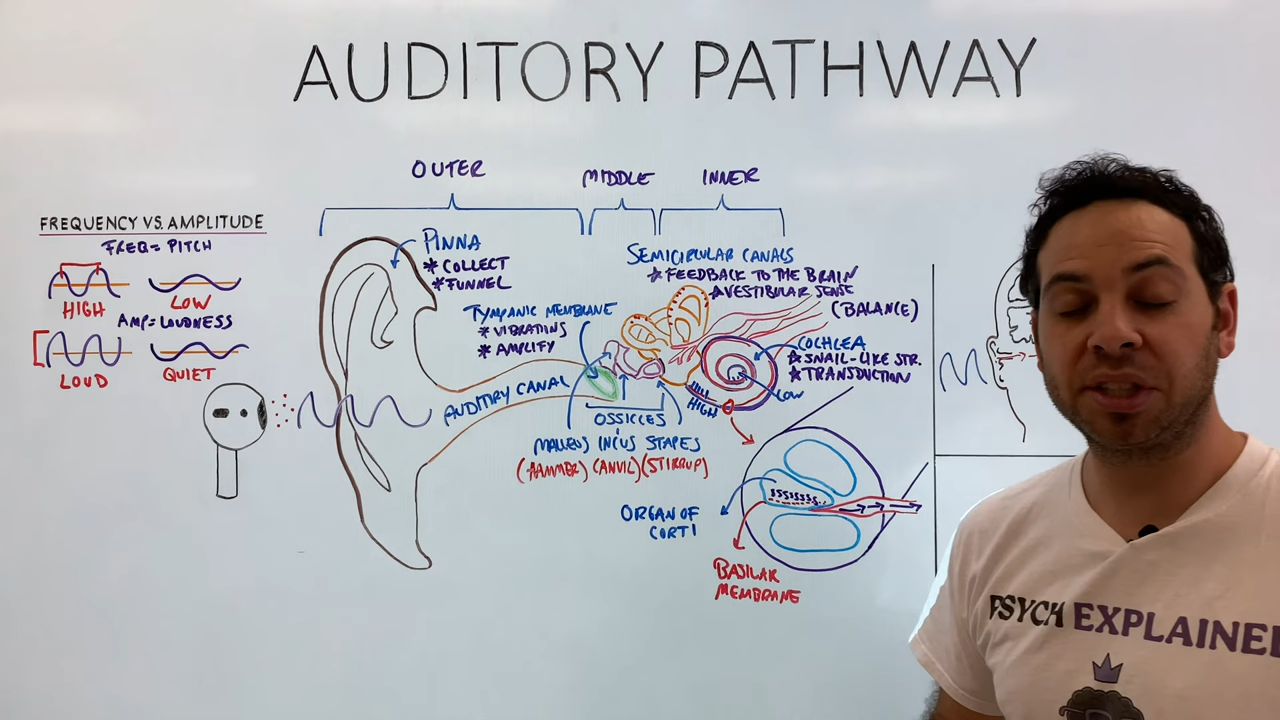 AUDITORY PATHWAY
OUTER
MIDDLE
INNER
FREQUENCY VS. AMPLITUDE
FREQ = PITCH
HIGH
LOW
AMP = LOUDNESS
LOUD
QUIET
PINNA
* COLLECT
* FUNNEL
TYMPANIC MEMBRANE
* VIBRATING
* AMPLIFY
AUDITORY CANAL
SEMICIRCULAR CANALS
* FEEDBACK TO THE BRAIN
* VESTIBULAR SENSE
(BALANCE)
COCHLEA
* SNAIL-LIKE STR.
* TRANSDUCTION
HIGH
LOW
OSSICLES
MALLEUS INCUS STAPES
(HAMMER) (ANVIL) (STIRRUP)
ORGAN OF
CORTI
BASILAR
MEMBRANE
PSYCH EXPLAINED